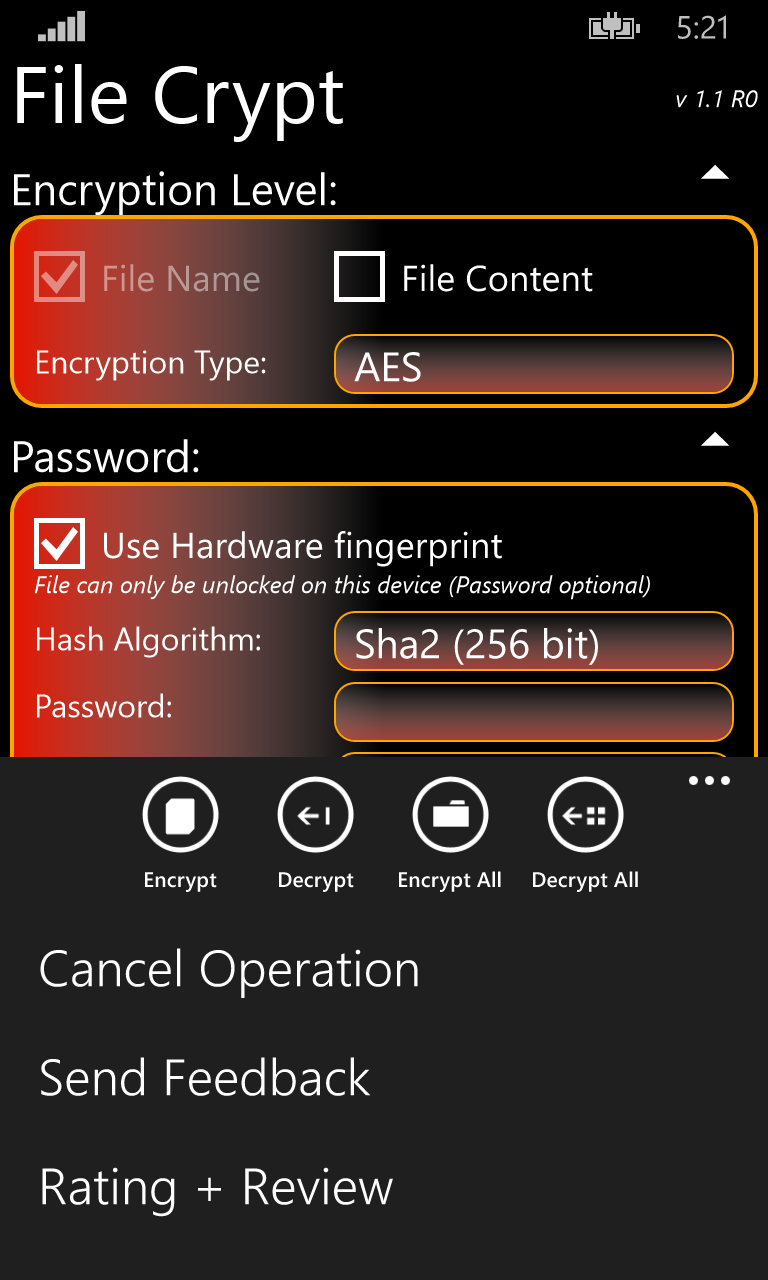 5:21
File Crypt
v 1.1 R0
Encryption Level:
File Name
File Content
Encryption Type:
AES
Password:
Use Hardware fingerprint
File can only be unlocked on this device (Password optional)
Hash Algorithm:
Sha2 (256 bit)
Password:
Encrypt
Decrypt
Encrypt All
Decrypt All
Cancel Operation
Send Feedback
Rating + Review